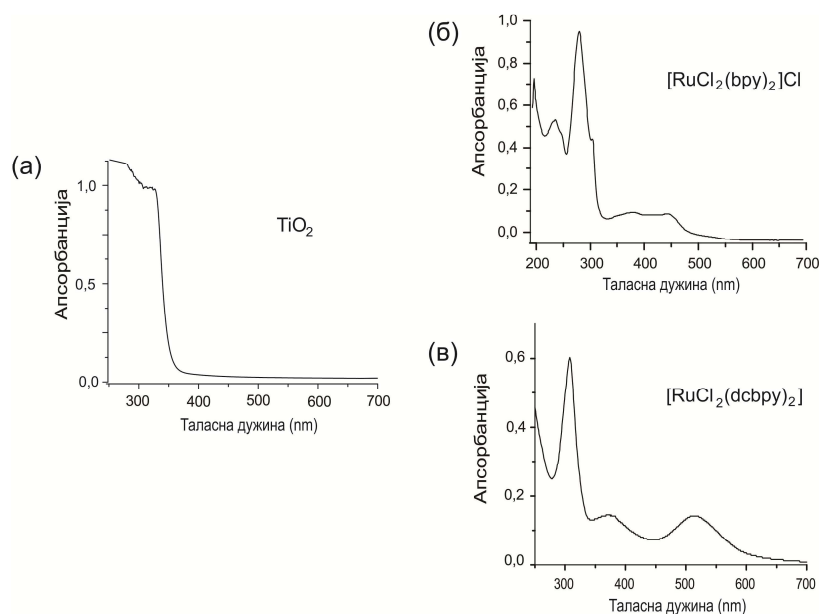 (а)
Апсорбанција
1,0
0,5
0,0
TiO2
300 400 500 600 700
Таласна дужина (nm)
(б)
Апсорбанција
1,0
0,8
0,6
0,4
0,2
0,0
[RuCl2(bpy)2]Cl
200 300 400 500 600 700
Таласна дужина (nm)
(в)
Апсорбанција
0,6
0,4
0,2
0,0
[RuCl2(dcbpy)2]
300 400 500 600 700
Таласна дужина (nm)